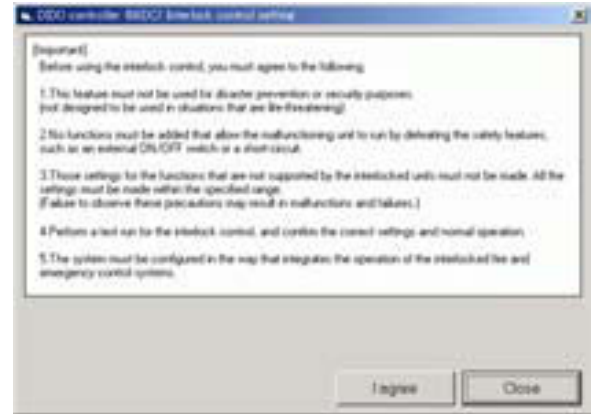 DIDO controller Interlock control setting
[Important]
Before using the interlock control, you must agree to the following.
1.This feature must not be used for disaster prevention or security purposes.
(not designed to be used in situations that are life-threatening)
2.No functions must be added that allow the malfunctioning unit to run by defeating the safety features,
such as an external ON/OFF switch or a short-circuit.
3.Those settings for the functions that are not supported by the interlocked units must not be made. All the
settings must be made within the specified range.
(Failure to observe these precautions may result in malfunctions and failures.)
4.Perform a test run for the interlock control, and confirm the correct settings and normal operation.
5.The system must be configured in the way that integrates the operation of the interlocked fire and
emergency control systems.
I agree
Close